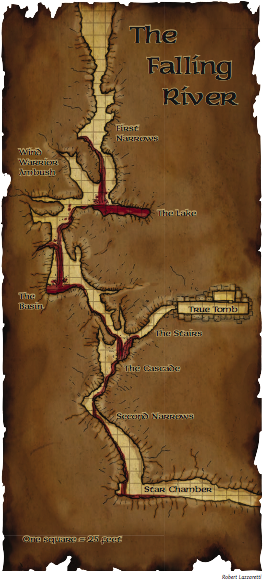 The
Falling
River
First
Narrows
Wind
Warrior
Ambush
The Lake
The
Basin
True Tomb
The Stairs
The Cascade
Second Narrows
Star Chamber
One square = 25 feet
Robert Lazzaretti